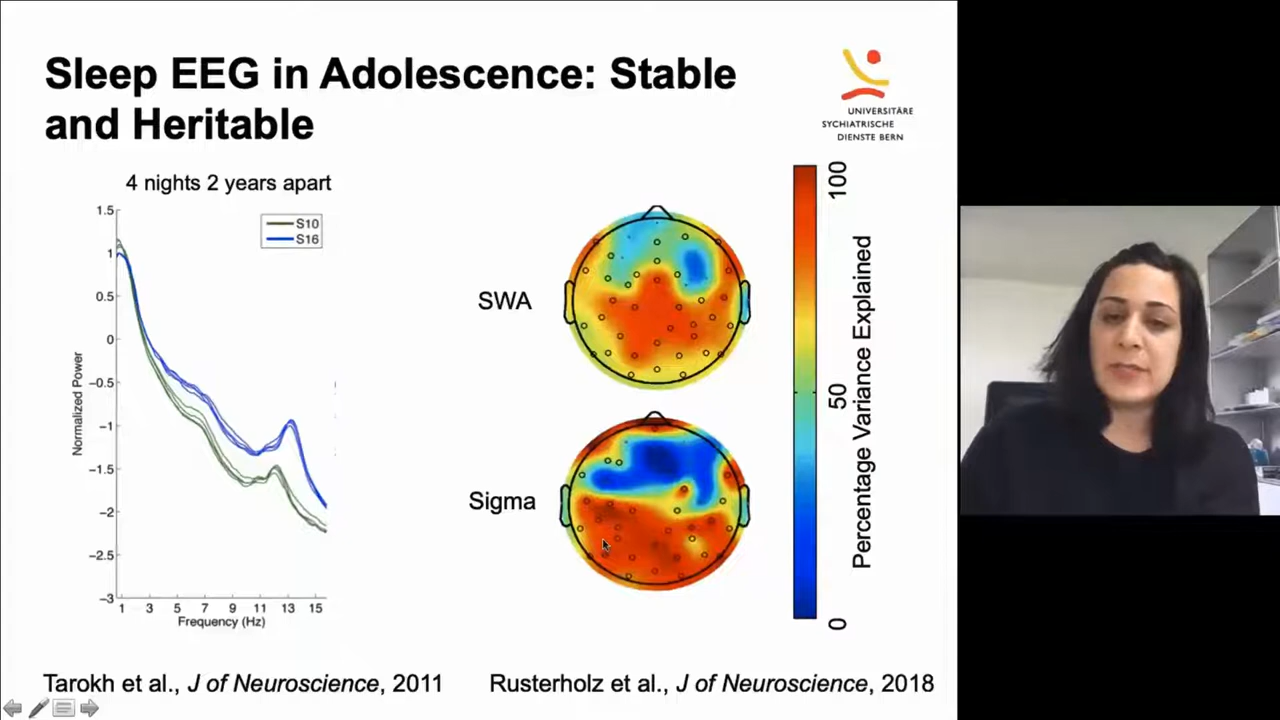 Sleep EEG in Adolescence: Stable
and Heritable
UNIVERSITÄRE
SYCHIATRISCHE
DIENSTE BERN
4 nights 2 years apart
S10
S16
1.5
1
0.5
0
−0.5
−1
−1.5
−2
−2.5
−3
Normalized Power
1 3 5 7 9 11 13 15
Frequency (Hz)
SWA
Sigma
100
50
0
Percentage Variance Explained
Tarokh et al., J of Neuroscience, 2011
Rusterholz et al., J of Neuroscience, 2018